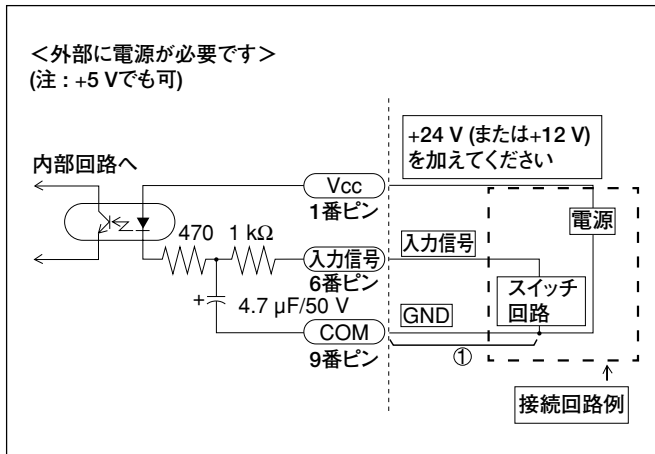 ＜外部に電源が必要です＞
(注 : +5 Vでも可)
+24 V (または+12 V)
を加えてください
内部回路へ
Vcc
1番ピン
電源
470
1 kΩ
入力信号
6番ピン
入力信号
スイッチ
回路
+
4.7 µF/50 V
GND
COM
9番ピン
①
接続回路例